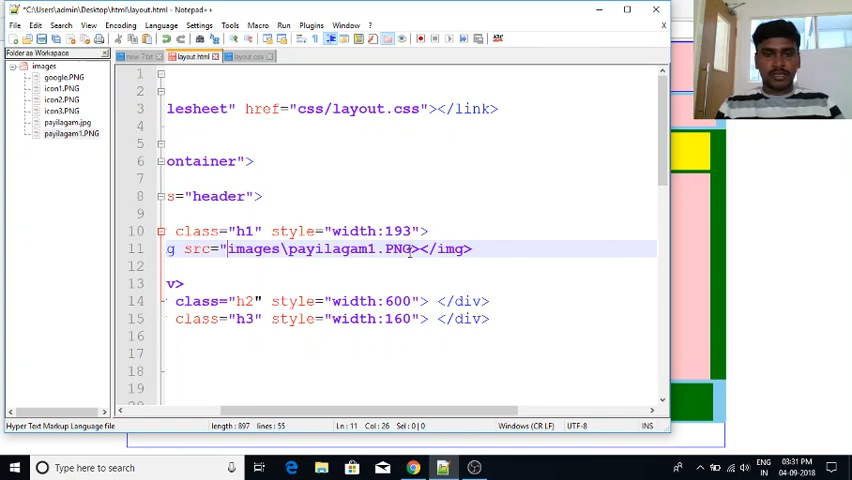 *C:\Users\admin\Desktop\html\layout.html - Notepad++
File Edit Search View Encoding Language Settings Tools Macro Run Plugins Window ?
Folder as Workspace
new 7.txt layout.html layout.css
images
google.PNG
icon1.PNG
icon2.PNG
icon3.PNG
payilagam.jpg
payilagam1.PNG
1
2
3 lesheet" href="css/layout.css"></link>
4
5
6 ontainer">
7
8 s="header">
9
10 class="h1" style="width:193">
11 g src="images\payilagam1.PNG></img>
12
13 v>
14 class="h2" style="width:600"> </div>
15 class="h3" style="width:160"> </div>
16
17
18
19
Hyper Text Markup Language file length : 897 lines : 55 Ln : 11 Col : 26 Sel : 0 | 0 Windows (CR LF) UTF-8 INS
Type here to search
ENG
IN
03:31 PM
04-09-2018